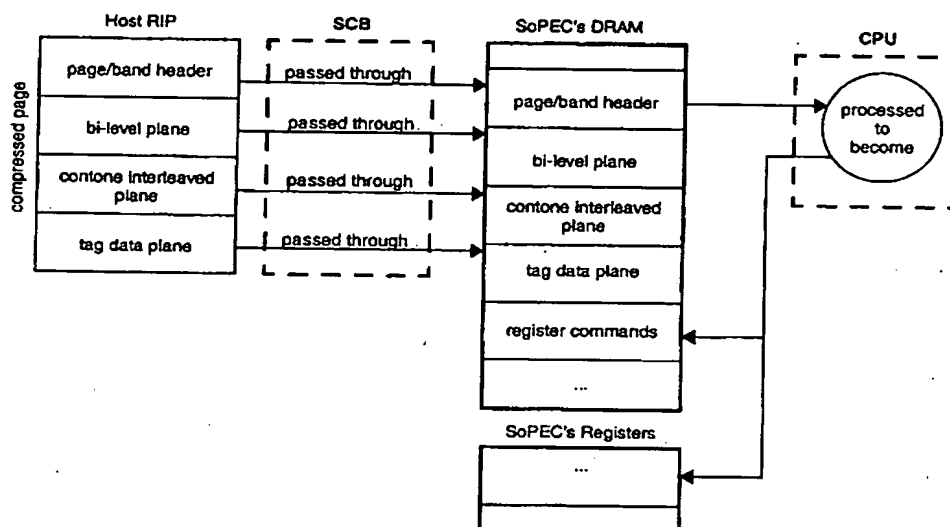 Host RIP
SCB
SoPEC's DRAM
CPU
compressed page
page/band header
passed through
page/band header
processed
to
become
bi-level plane
passed through
bi-level plane
contone interleaved
plane
passed through
contone interleaved
plane
tag data plane
passed through
tag data plane
register commands
...
SoPEC's Registers
...